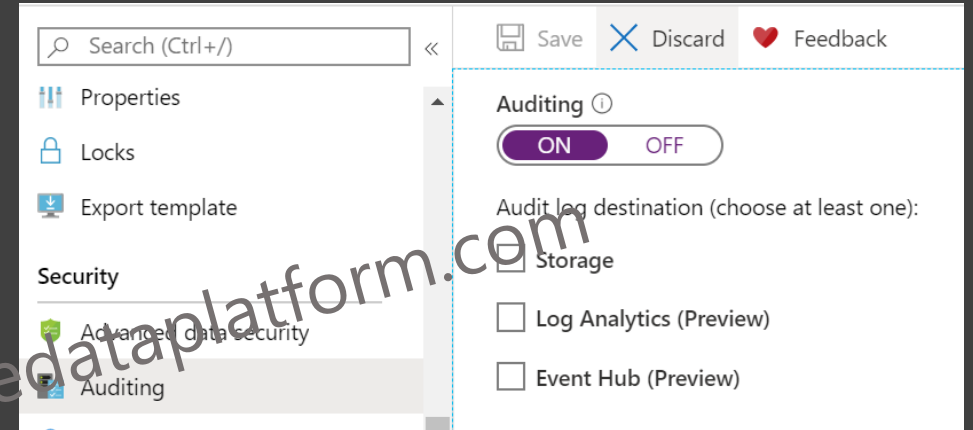 Search (Ctrl+/)
«
Properties
Locks
Export template
Security
Advanced data security
Auditing
Save
Discard
Feedback
Auditing
ON
OFF
Audit log destination (choose at least one):
Storage
Log Analytics (Preview)
Event Hub (Preview)
edataplatform.com